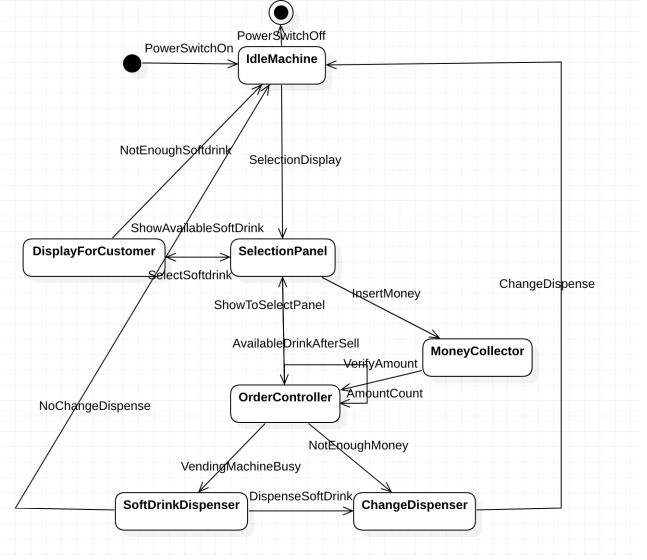 PowerSwitchOff
PowerSwitchOn
IdleMachine
NotEnoughSoftdrink
SelectionDisplay
ShowAvailableSoftDrink
DisplayForCustomer
SelectionPanel
SelectSoftdrink
ChangeDispense
InsertMoney
ShowToSelectPanel
AvailableDrinkAfterSell
MoneyCollector
VerifyAmount
OrderController
AmountCount
NoChangeDispense
NotEnoughMoney
VendingMachineBusy
DispenseSoftDrink
SoftDrinkDispenser
ChangeDispenser